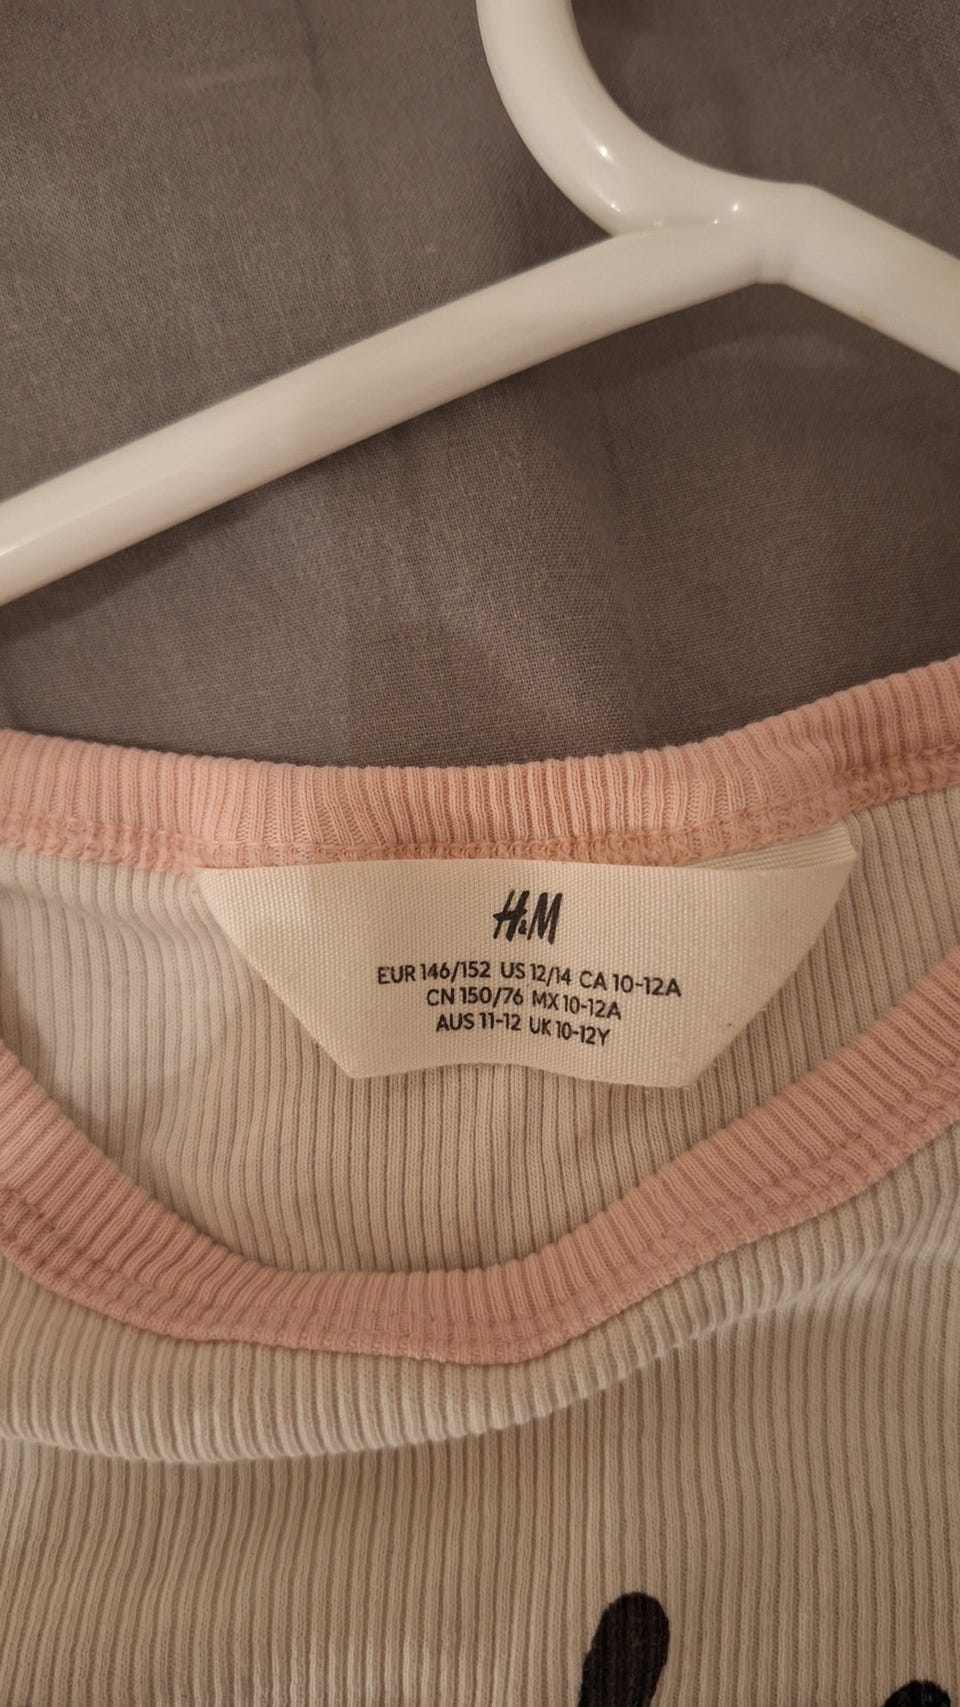 H&M
EUR 146/152 US 12/14 CA 10-12A
CN 150/76 MX 10-12A
AUS 11-12 UK 10-12Y